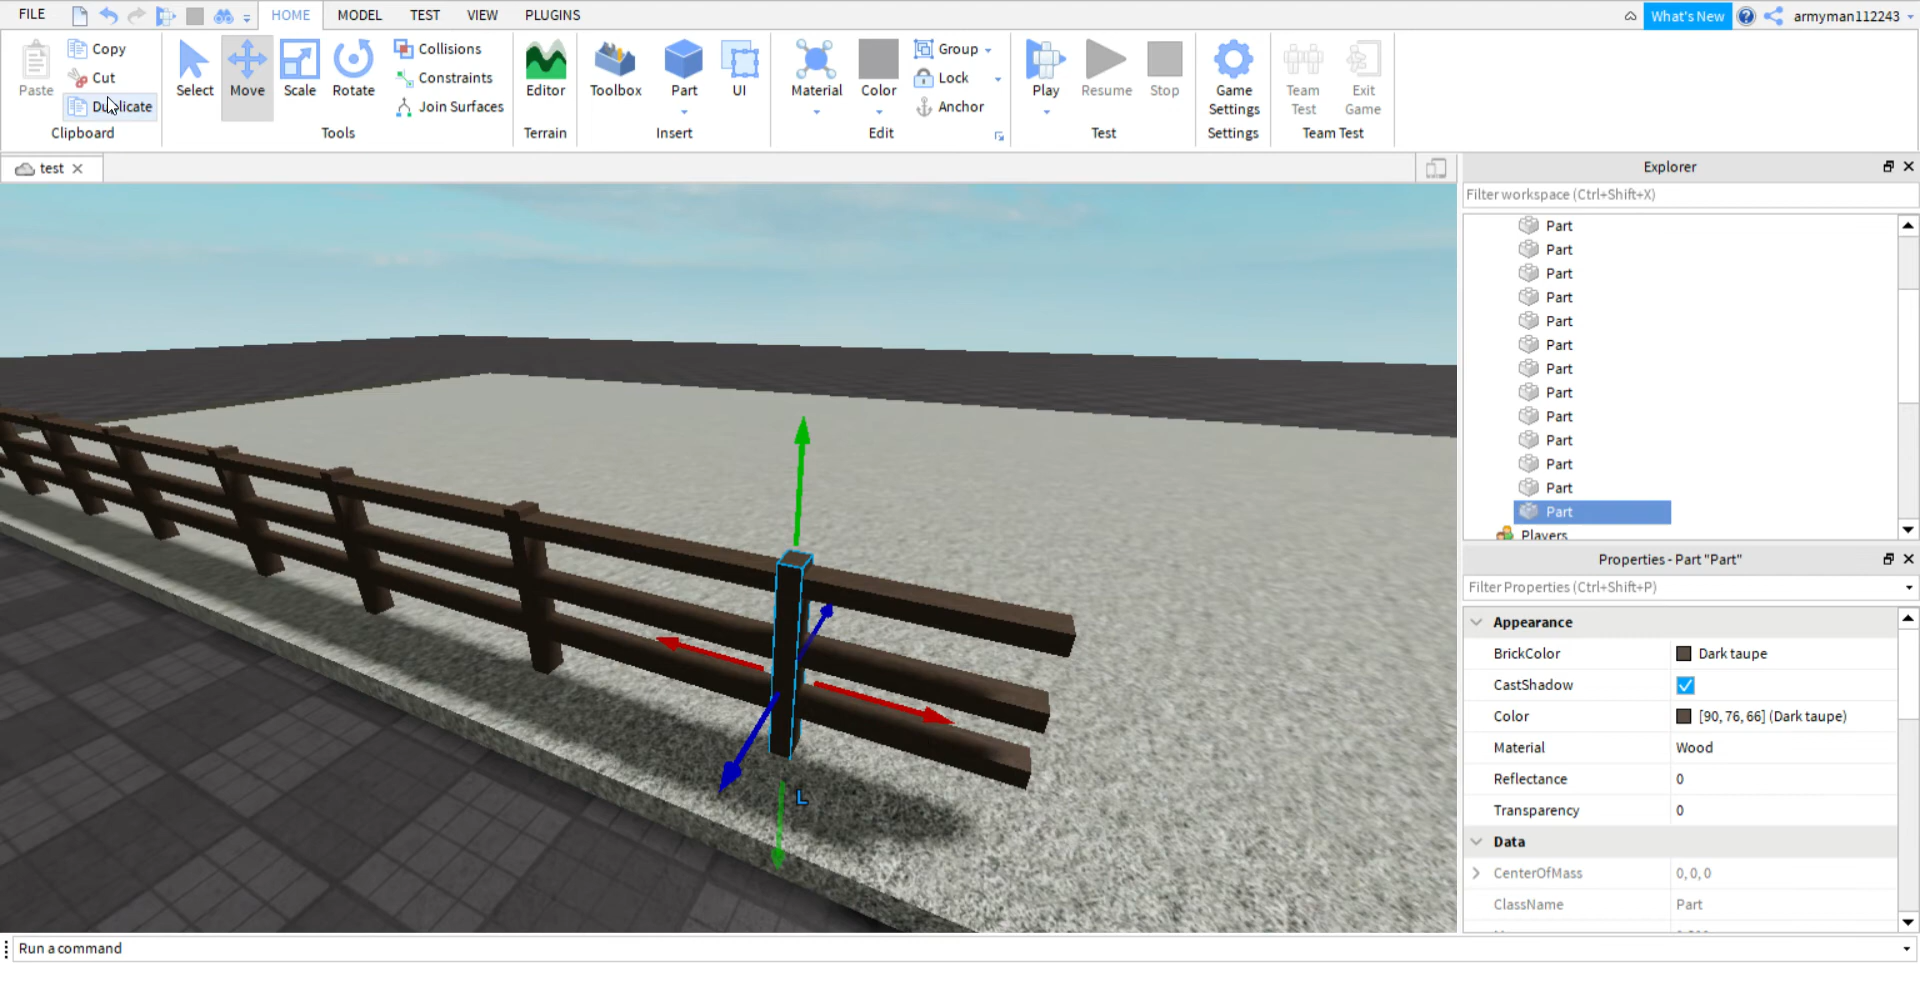 FILE HOME MODEL TEST VIEW PLUGINS What's New armyman112243
Paste Copy Cut Duplicate
Clipboard
Select Move Scale Rotate Collisions Constraints Join Surfaces
Tools
Editor
Terrain
Toolbox Part UI
Insert
Material Color Group Lock Anchor
Edit
Play Resume Stop
Test
Game Settings
Settings
Team Test Exit Game
Team Test
test
Explorer
Filter workspace (Ctrl+Shift+X)
Part
Part
Part
Part
Part
Part
Part
Part
Part
Part
Part
Part
Part
Players
Properties - Part "Part"
Filter Properties (Ctrl+Shift+P)
Appearance
BrickColor Dark taupe
CastShadow
Color [90, 76, 66] (Dark taupe)
Material Wood
Reflectance 0
Transparency 0
Data
CenterOfMass 0, 0, 0
ClassName Part
L
Run a command